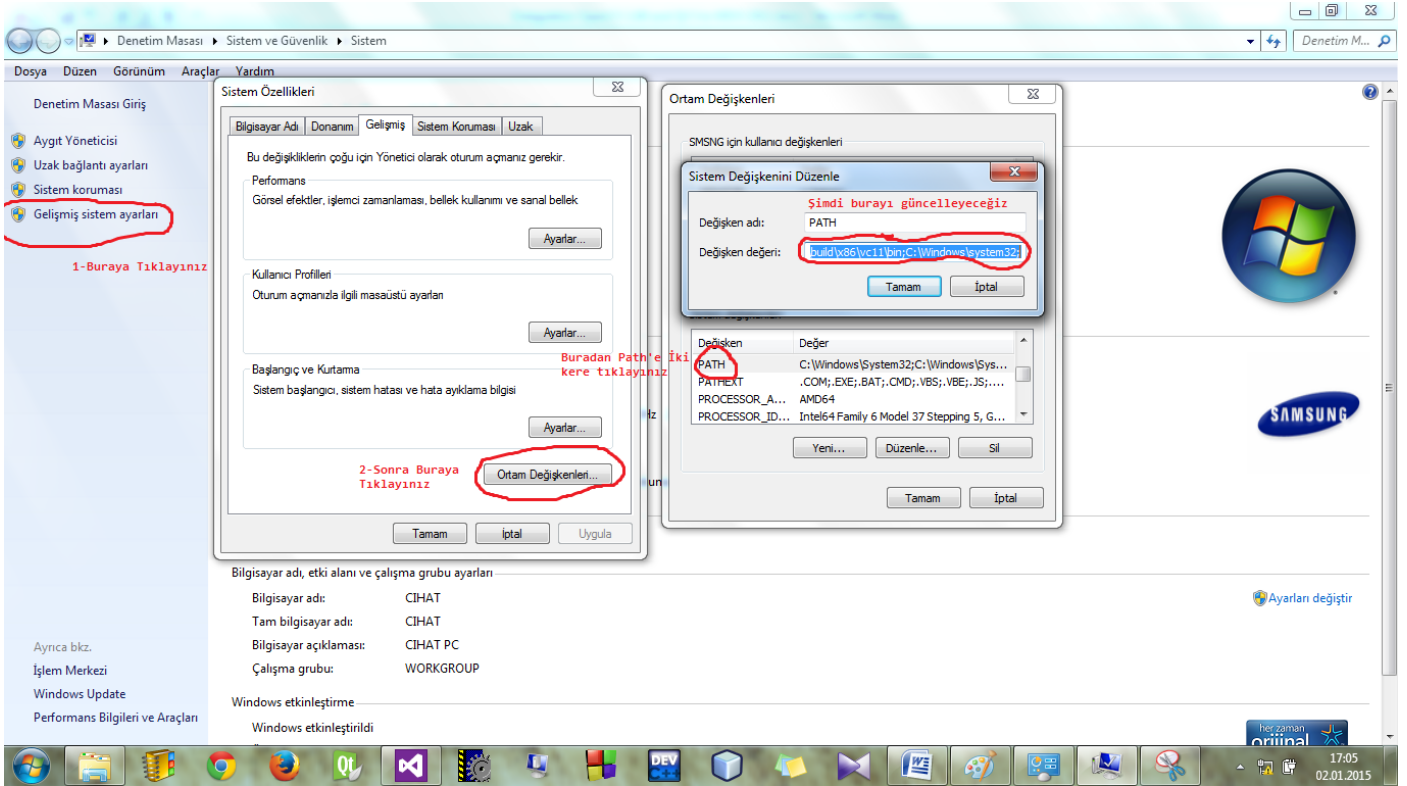 Denetim Masası
Sistem ve Güvenlik
Sistem
Denetim M...
Dosya
Düzen
Görünüm
Araçlar
Yardım
Denetim Masası Giriş
Aygıt Yöneticisi
Uzak bağlantı ayarları
Sistem koruması
Gelişmiş sistem ayarları
1-Buraya Tıklayınız
Sistem Özellikleri
Bilgisayar Adı
Donanım
Gelişmiş
Sistem Koruması
Uzak
Bu değişikliklerin çoğu için Yönetici olarak oturum açmanız gerekir.
Performans
Görsel efektler, işlemci zamanlaması, bellek kullanımı ve sanal bellek
Ayarlar...
Kullanıcı Profilleri
Oturum açmanızla ilgili masaüstü ayarları
Ayarlar...
Başlangıç ve Kurtarma
Sistem başlangıcı, sistem hatası ve hata ayıklama bilgisi
Ayarlar...
2-Sonra Buraya
Tıklayınız
Ortam Değişkenleri...
Tamam
İptal
Uygula
Ortam Değişkenleri
SMSNG için kullanıcı değişkenleri
Sistem Değişkenini Düzenle
Şimdi burayı güncelleyeceğiz
Değişken adı:
PATH
Değişken değeri:
build\x86\vc11\bin;C:\Windows\system32;
Tamam
İptal
Buradan Path'e İki
kere tıklayınız
Değişken
Değer
PATH
C:\Windows\System32;C:\Windows\Sys...
PATHEXT
.COM;.EXE;.BAT;.CMD;.VBS;.VBE;.JS;....
PROCESSOR_A...
AMD64
PROCESSOR_ID...
Intel64 Family 6 Model 37 Stepping 5, G...
Yeni...
Düzenle...
Sil
Tamam
İptal
Hz
un
SAMSUNG
Bilgisayar adı, etki alanı ve çalışma grubu ayarları
Bilgisayar adı:
CIHAT
Ayarları değiştir
Tam bilgisayar adı:
CIHAT
Bilgisayar açıklaması:
CIHAT PC
Çalışma grubu:
WORKGROUP
Windows etkinleştirme
Windows etkinleştirildi
Ayrıca bkz.
İşlem Merkezi
Windows Update
Performans Bilgileri ve Araçları
her zaman
orijinal
DEV
C++
17:05
02.01.2015